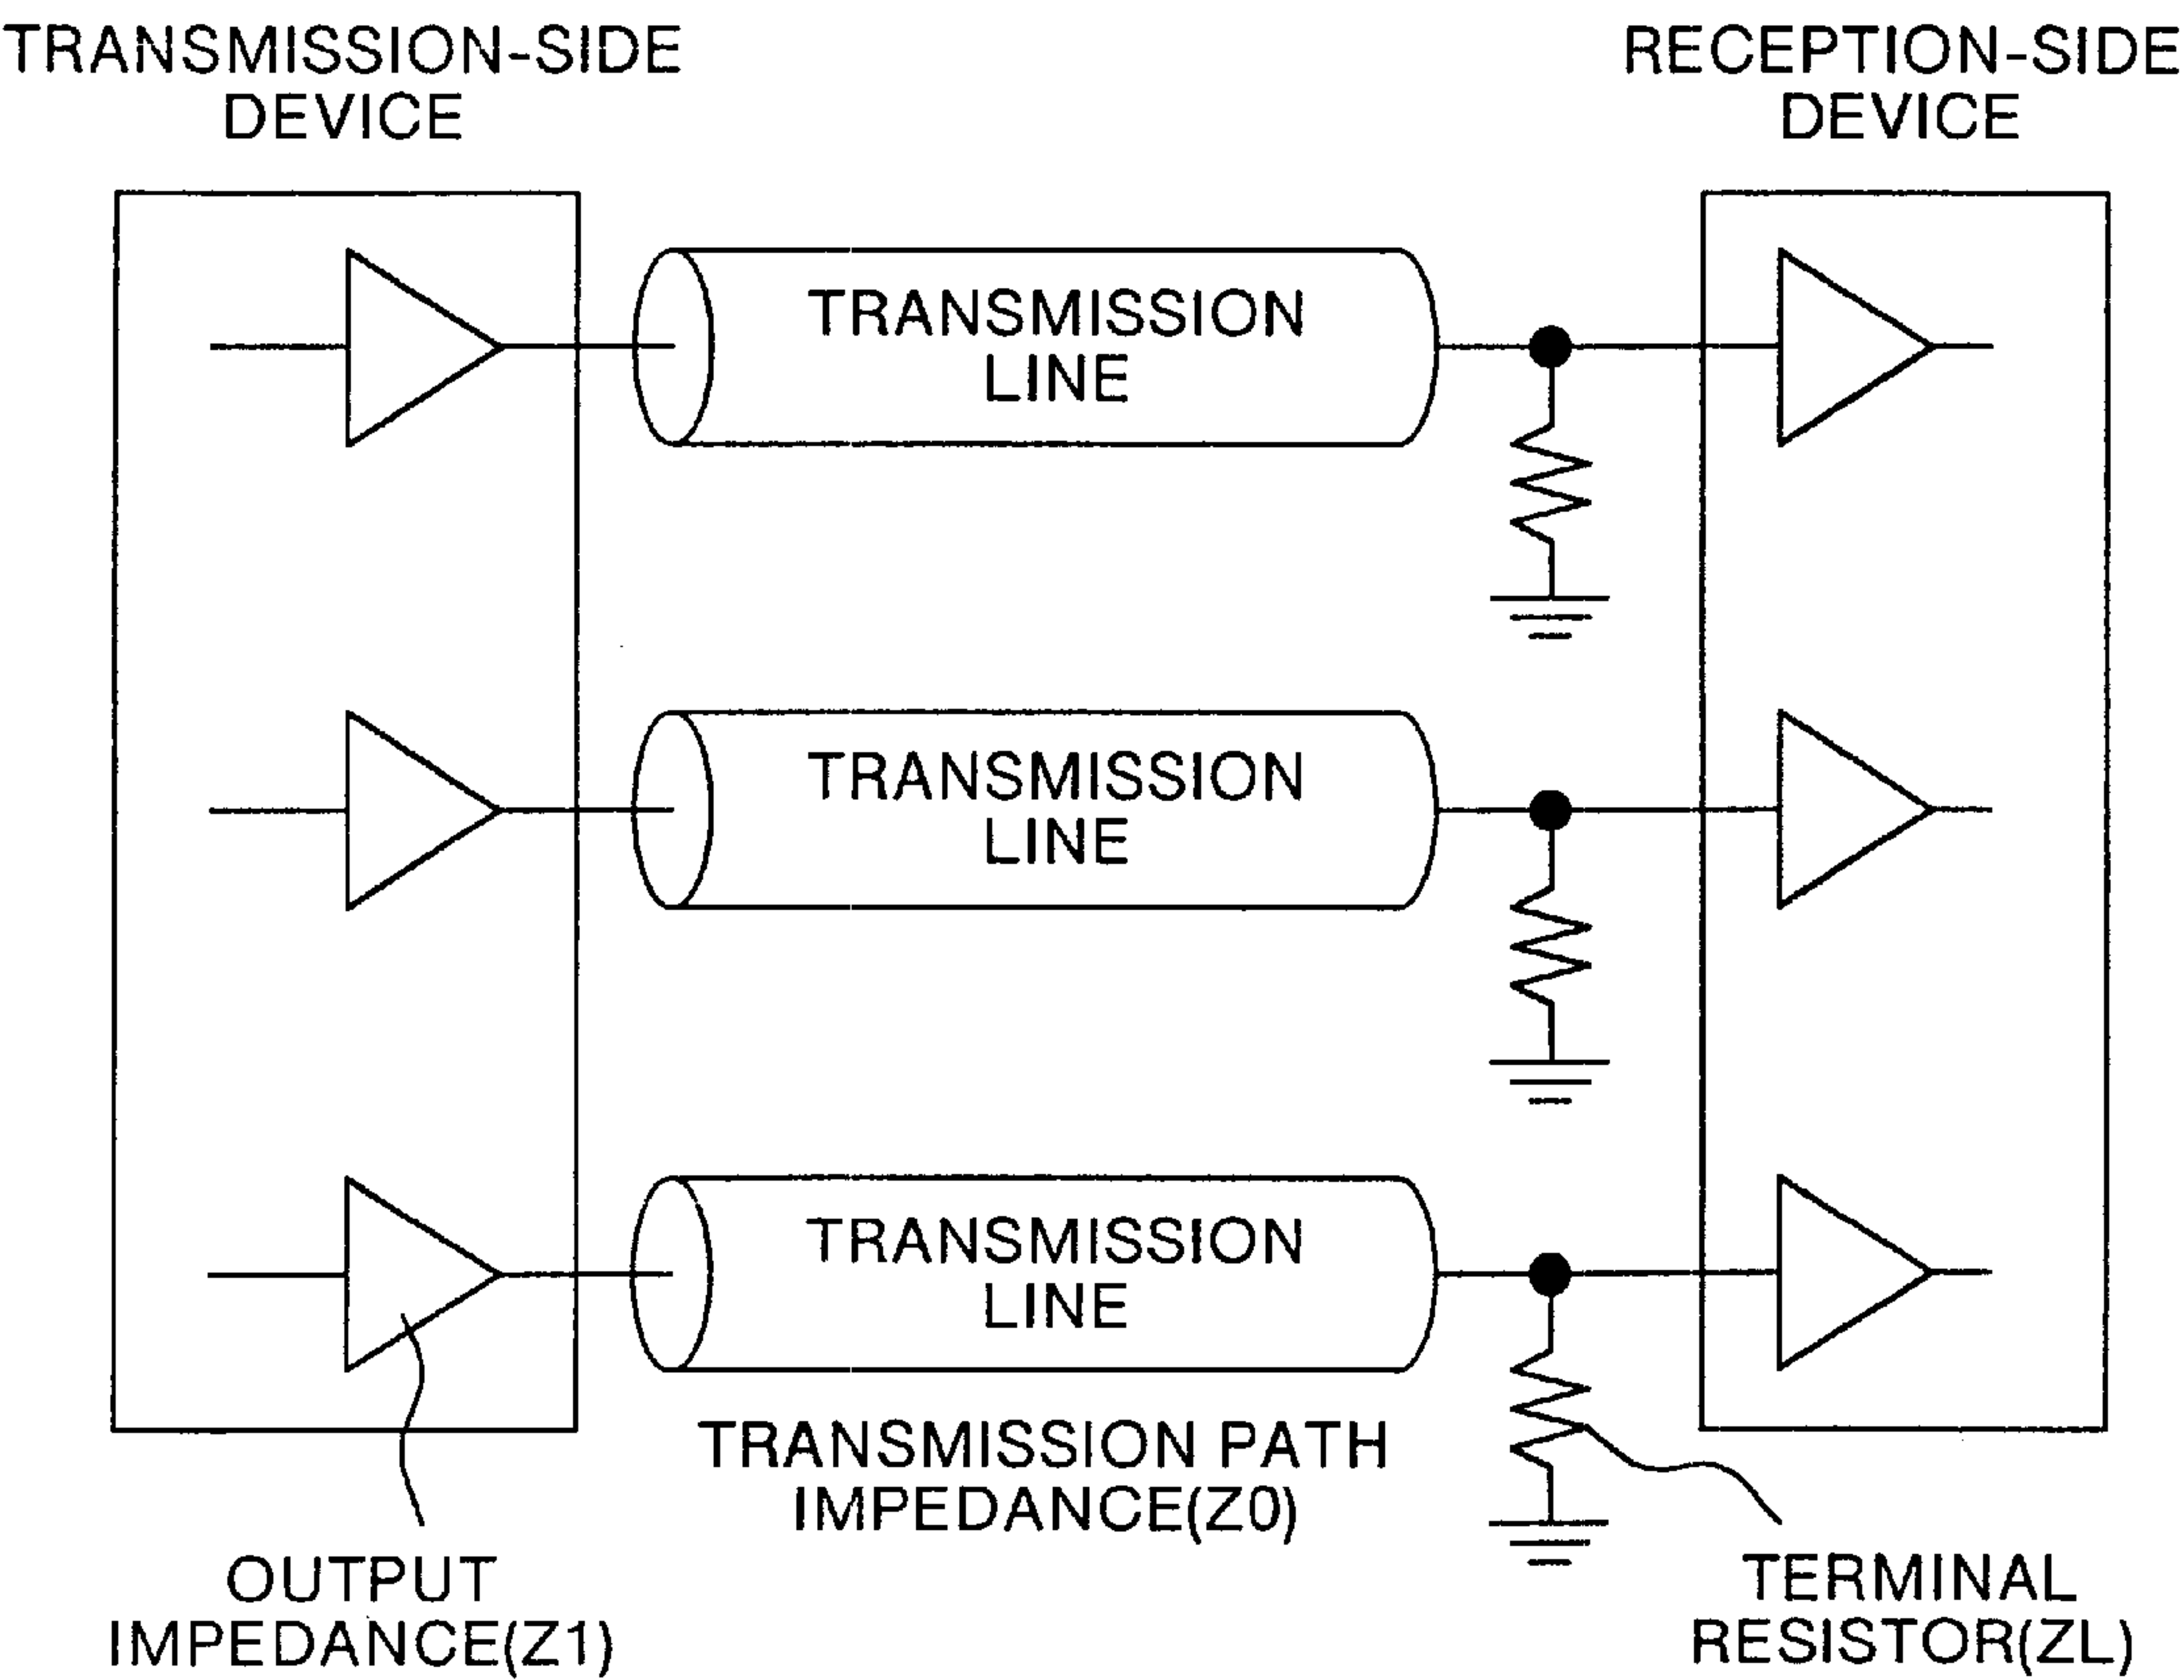 TRANSMISSION-SIDE
DEVICE
RECEPTION-SIDE
DEVICE
TRANSMISSION
LINE
TRANSMISSION
LINE
TRANSMISSION
LINE
TRANSMISSION PATH
IMPEDANCE(Z0)
OUTPUT
IMPEDANCE(Z1)
TERMINAL
RESISTOR(ZL)